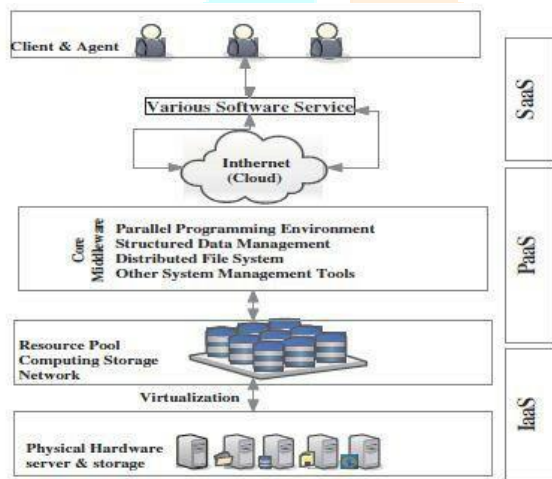 Client & Agent
Various Software Service
Inthernet
(Cloud)
SaaS
Core
Middleware
Parallel Programming Environment
Structured Data Management
Distributed File System
Other System Management Tools
PaaS
Resource Pool
Computing Storage
Network
Virtualization
Physical Hardware
server & storage
IaaS